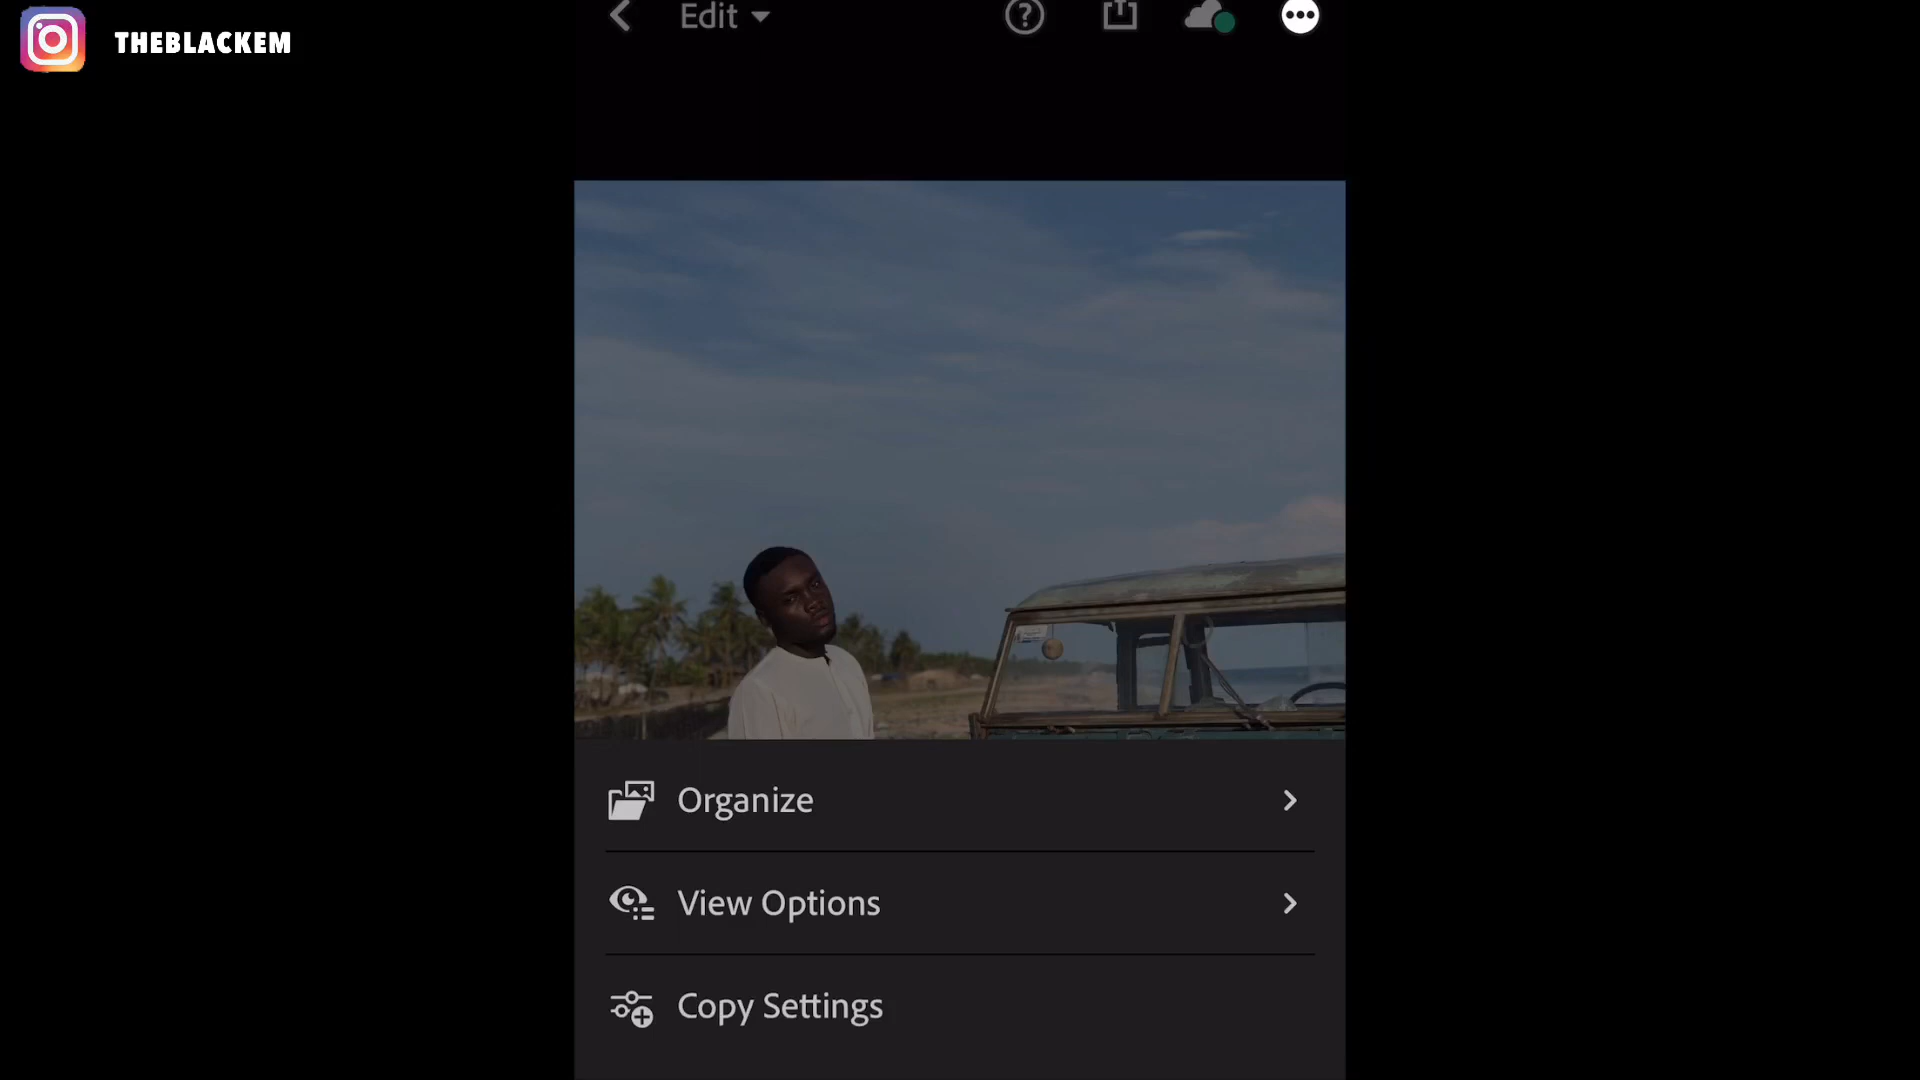 THEBLACKEM
Edit
Organize
View Options
Copy Settings